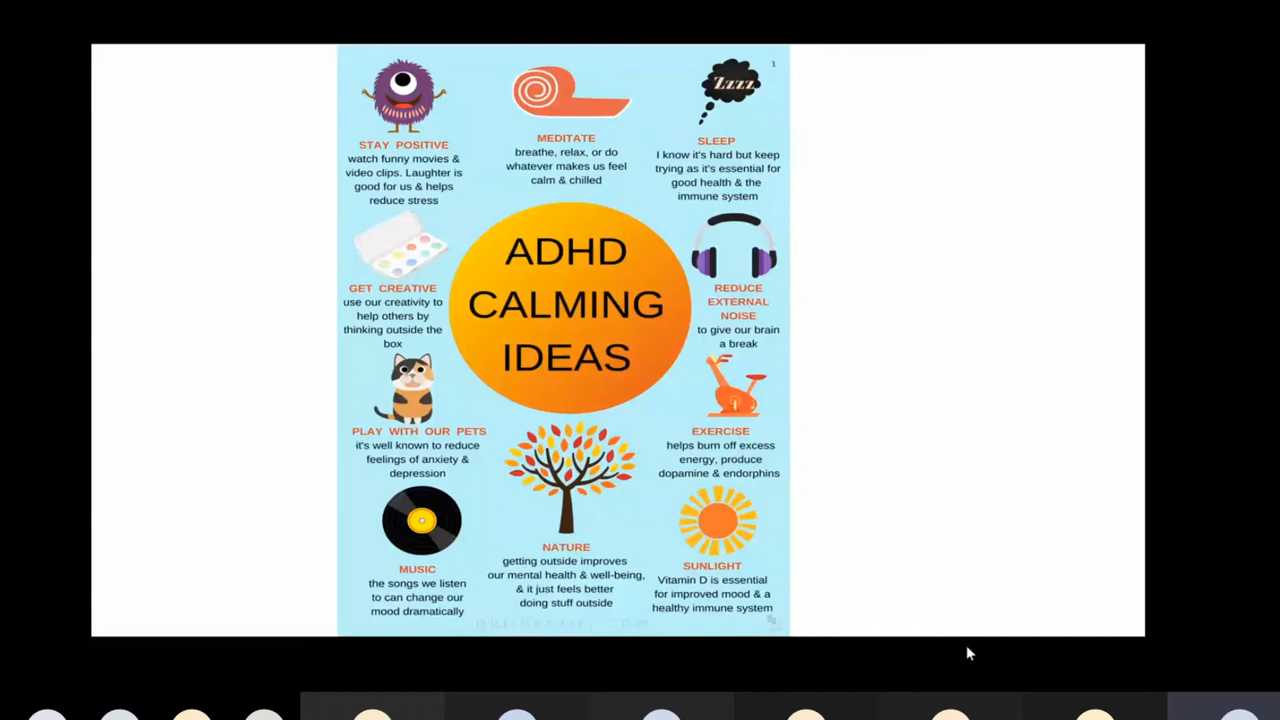 1
Zzzz
STAY POSITIVE
watch funny movies &
video clips. Laughter is
good for us & helps
reduce stress
MEDITATE
breathe, relax, or do
whatever makes us feel
calm & chilled
SLEEP
I know it's hard but keep
trying as it's essential for
good health & the
immune system
ADHD
CALMING
IDEAS
GET CREATIVE
use our creativity to
help others by
thinking outside the
box
REDUCE
EXTERNAL
NOISE
to give our brain
a break
PLAY WITH OUR PETS
it's well known to reduce
feelings of anxiety &
depression
EXERCISE
helps burn off excess
energy, produce
dopamine & endorphins
MUSIC
the songs we listen
to can change our
mood dramatically
NATURE
getting outside improves
our mental health & well-being,
& it just feels better
doing stuff outside
SUNLIGHT
Vitamin D is essential
for improved mood & a
healthy immune system